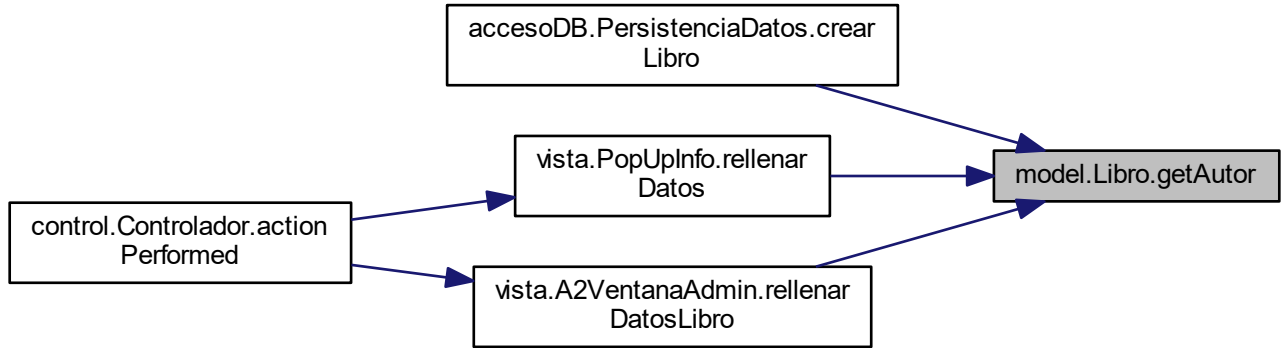 accesoDB.PersistenciaDatos.crear
Libro
vista.PopUpInfo.rellenar
Datos
model.Libro.getAutor
control.Controlador.action
Performed
vista.A2VentanaAdmin.rellenar
DatosLibro